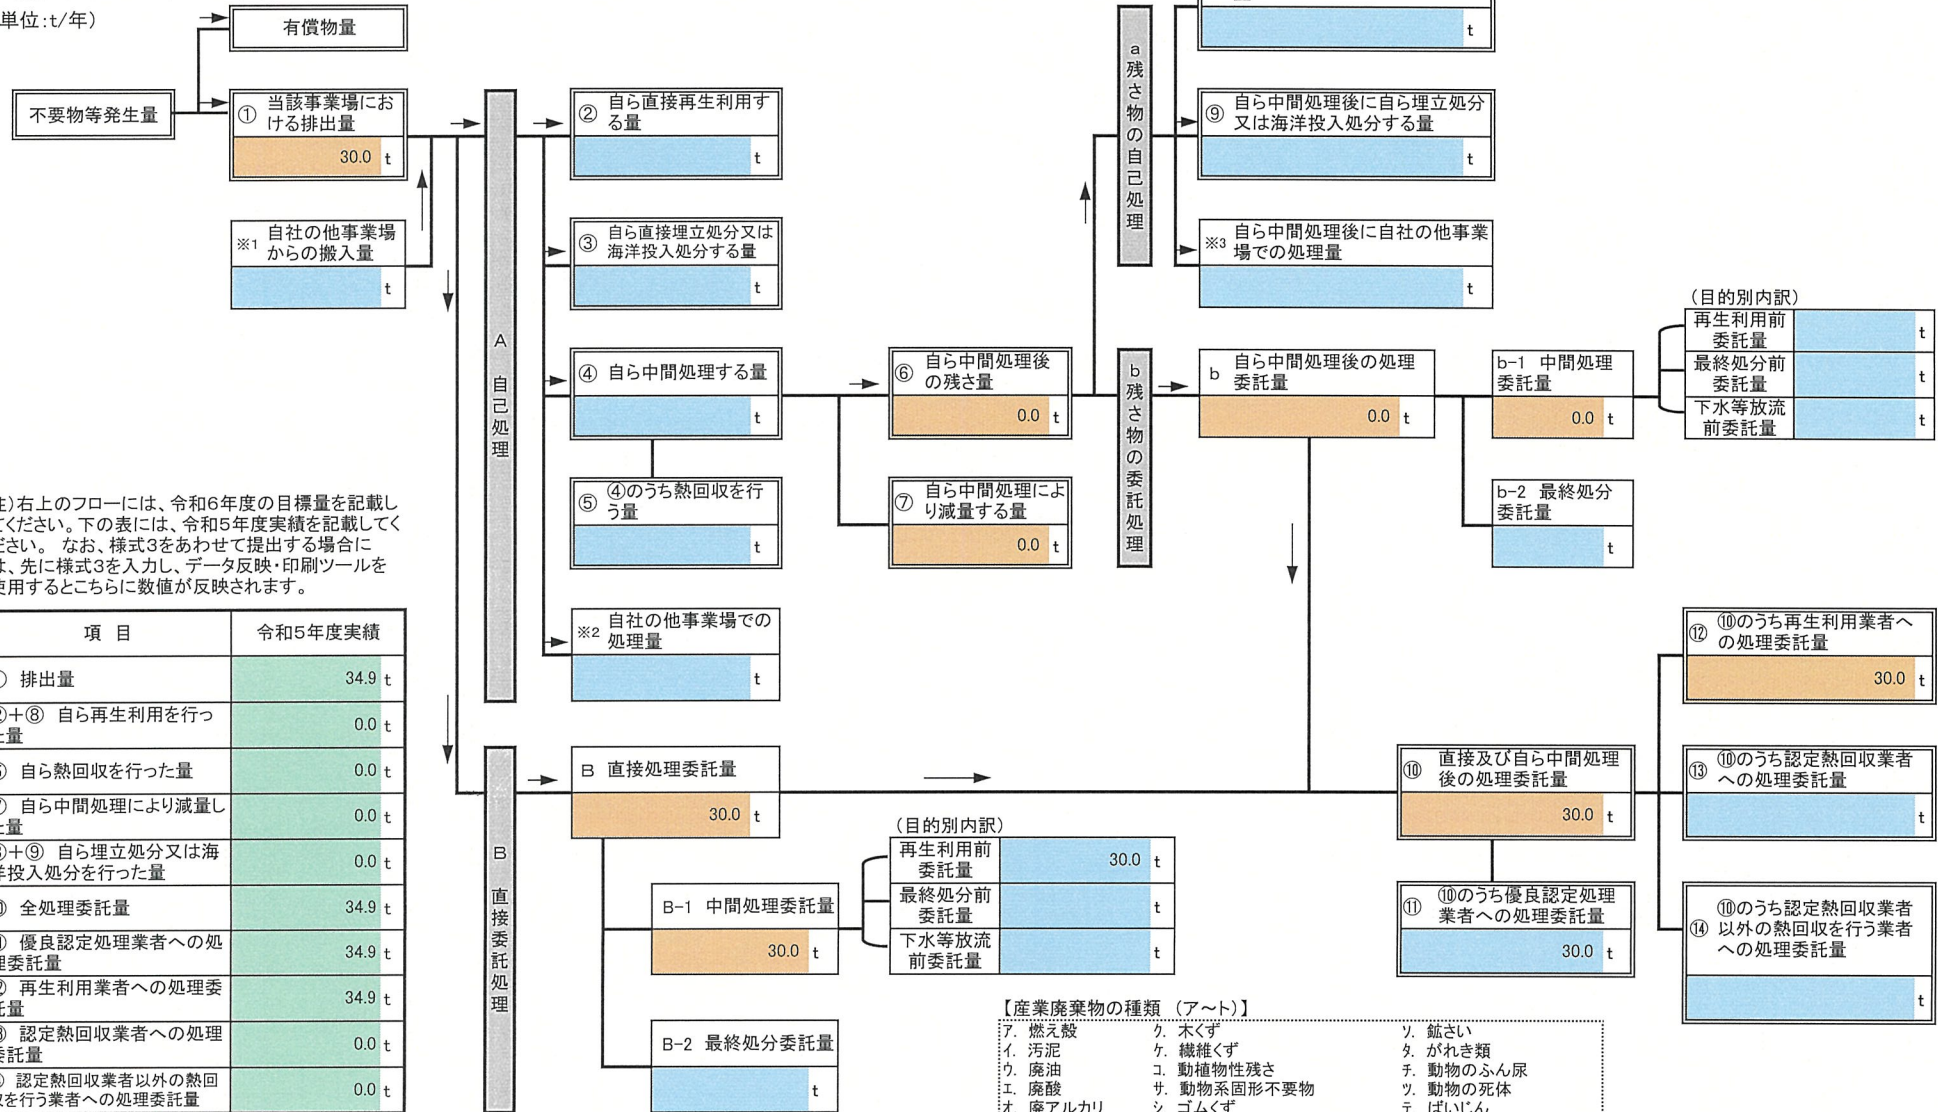 単位:t/年)
有償物量
不要物等発生量
① 当該事業場にお
ける排出量
30.0 t
※1 自社の他事業場
からの搬入量
t
A 自己処理
② 自ら直接再生利用す
る量
t
③ 自ら直接埋立処分又は
海洋投入処分する量
t
④ 自ら中間処理する量
t
⑤ ④のうち熱回収を行
う量
t
※2 自社の他事業場での
処理量
t
⑥ 自ら中間処理後
の残さ量
0.0 t
⑦ 自ら中間処理によ
り減量する量
0.0 t
a 残さ物の自己処理
t
⑨ 自ら中間処理後に自ら埋立処分
又は海洋投入処分する量
t
※3 自ら中間処理後に自社の他事業
場での処理量
t
b 残さ物の委託処理
b 自ら中間処理後の処理
委託量
0.0 t
b-1 中間処理
委託量
0.0 t
(目的別内訳)
再生利用前
委託量
t
最終処分前
委託量
t
下水等放流
前委託量
t
b-2 最終処分
委託量
t
)右上のフローには、令和6年度の目標量を記載し
ください。下の表には、令和5年度実績を記載してく
さい。 なお、様式3をあわせて提出する場合に
、先に様式3を入力し、データ反映・印刷ツールを
使用するとこちらに数値が反映されます。
項 目 令和5年度実績
排出量 34.9 t
+⑧ 自ら再生利用を行っ
量 0.0 t
自ら熱回収を行った量 0.0 t
自ら中間処理により減量し
量 0.0 t
+⑨ 自ら埋立処分又は海
投入処分を行った量 0.0 t
全処理委託量 34.9 t
優良認定処理業者への処
理委託量 34.9 t
再生利用業者への処理委
託量 34.9 t
認定熱回収業者への処理
委託量 0.0 t
認定熱回収業者以外の熱回
収を行う業者への処理委託量 0.0 t
B 直接委託処理
B 直接処理委託量
30.0 t
B-1 中間処理委託量
30.0 t
(目的別内訳)
再生利用前
委託量
30.0 t
最終処分前
委託量
t
下水等放流
前委託量
t
B-2 最終処分委託量
t
⑩ 直接及び自ら中間処理
後の処理委託量
30.0 t
⑪ ⑩のうち優良認定処理
業者への処理委託量
30.0 t
⑫ ⑩のうち再生利用業者へ
の処理委託量
30.0 t
⑬ ⑩のうち認定熱回収業者
への処理委託量
t
⑭ ⑩のうち認定熱回収業者
以外の熱回収を行う業者
への処理委託量
t
【産業廃棄物の種類 (ア～ト)】
ア. 燃え殻 ク. 木くず ソ. 鉱さい
イ. 汚泥 ケ. 繊維くず タ. がれき類
ウ. 廃油 コ. 動植物性残さ チ. 動物のふん尿
エ. 廃酸 サ. 動物系固形不要物 ツ. 動物の死体
オ. 廃アルカリ シ. ゴムくず テ. ばいじん